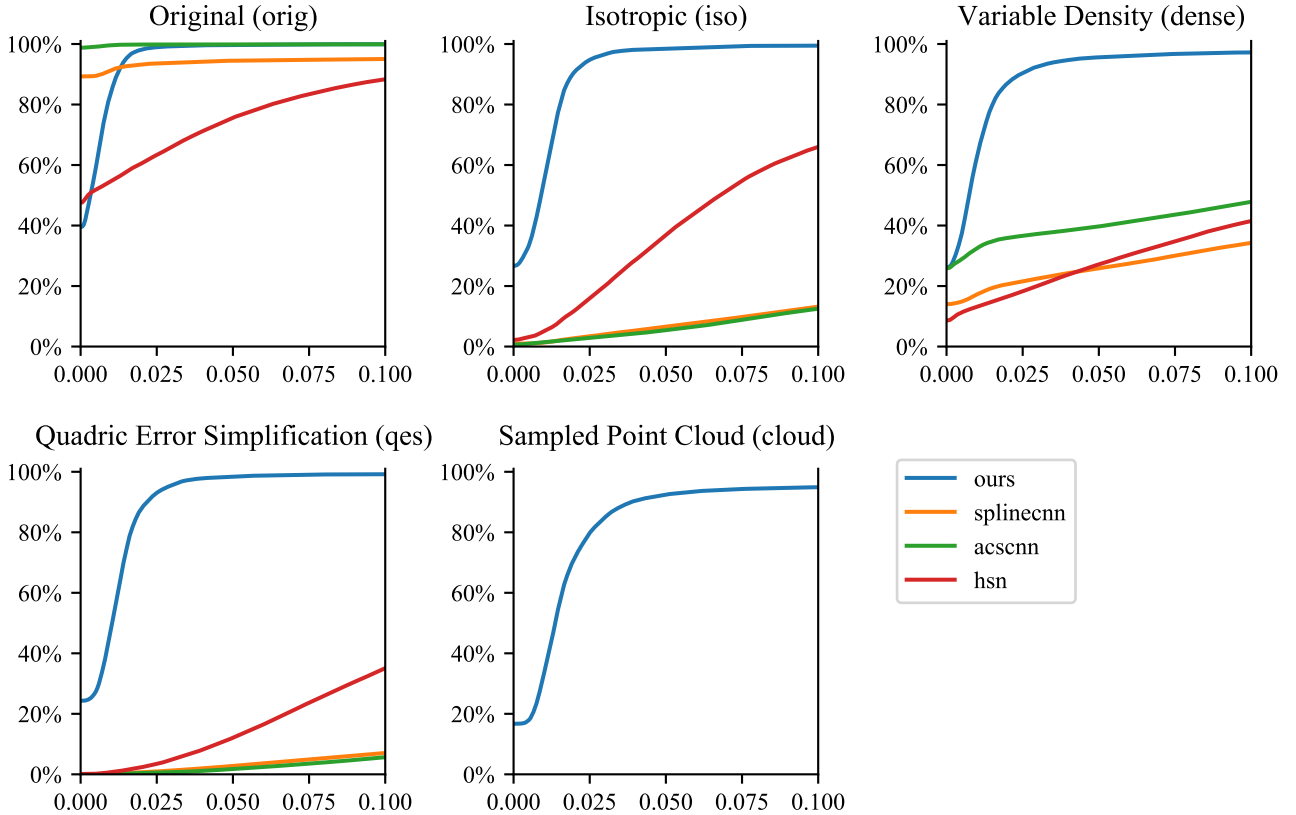 Original (orig)
100%
80%
60%
40%
20%
0%
0.000 0.025 0.050 0.075 0.100
Isotropic (iso)
100%
80%
60%
40%
20%
0%
0.000 0.025 0.050 0.075 0.100
Variable Density (dense)
100%
80%
60%
40%
20%
0%
0.000 0.025 0.050 0.075 0.100
Quadric Error Simplification (qes)
100%
80%
60%
40%
20%
0%
0.000 0.025 0.050 0.075 0.100
Sampled Point Cloud (cloud)
100%
80%
60%
40%
20%
0%
0.000 0.025 0.050 0.075 0.100
ours
splinecnn
acscnn
hsn